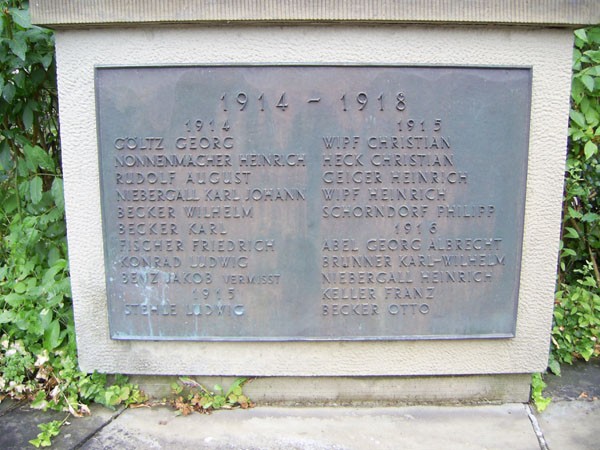 1914 - 1918
1914
GÖLTZ GEORG
NONNENMACHER HEINRICH
RUDOLF AUGUST
NIEBERGALL KARL JOHANN
BECKER WILHELM
BECKER KARL
FISCHER FRIEDRICH
KONRAD LUDWIG
BENZ JAKOB VERMISST
1915
STEHLE LUDWIG
1915
WIPF CHRISTIAN
HECK CHRISTIAN
GEIGER HEINRICH
WIPF HEINRICH
SCHORNDORF PHILIPP
1916
ABEL GEORG ALBRECHT
BRUNNER KARL-WILHELM
NIEBERGALL HEINRICH
KELLER FRANZ
BECKER OTTO